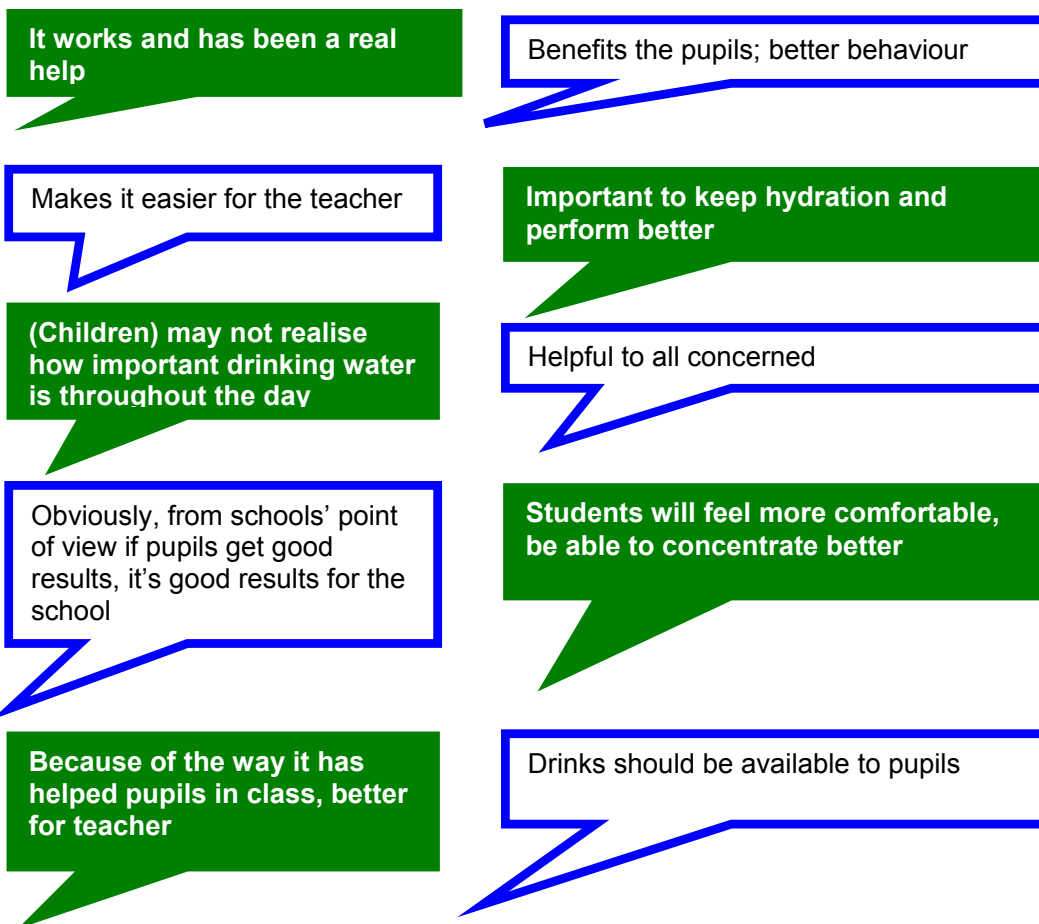 It works and has been a real
help
Benefits the pupils; better behaviour
Makes it easier for the teacher
Important to keep hydration and
perform better
(Children) may not realise
how important drinking water
is throughout the day
Helpful to all concerned
Obviously, from schools’ point
of view if pupils get good
results, it’s good results for the
school
Students will feel more comfortable,
be able to concentrate better
Because of the way it has
helped pupils in class, better
for teacher
Drinks should be available to pupils